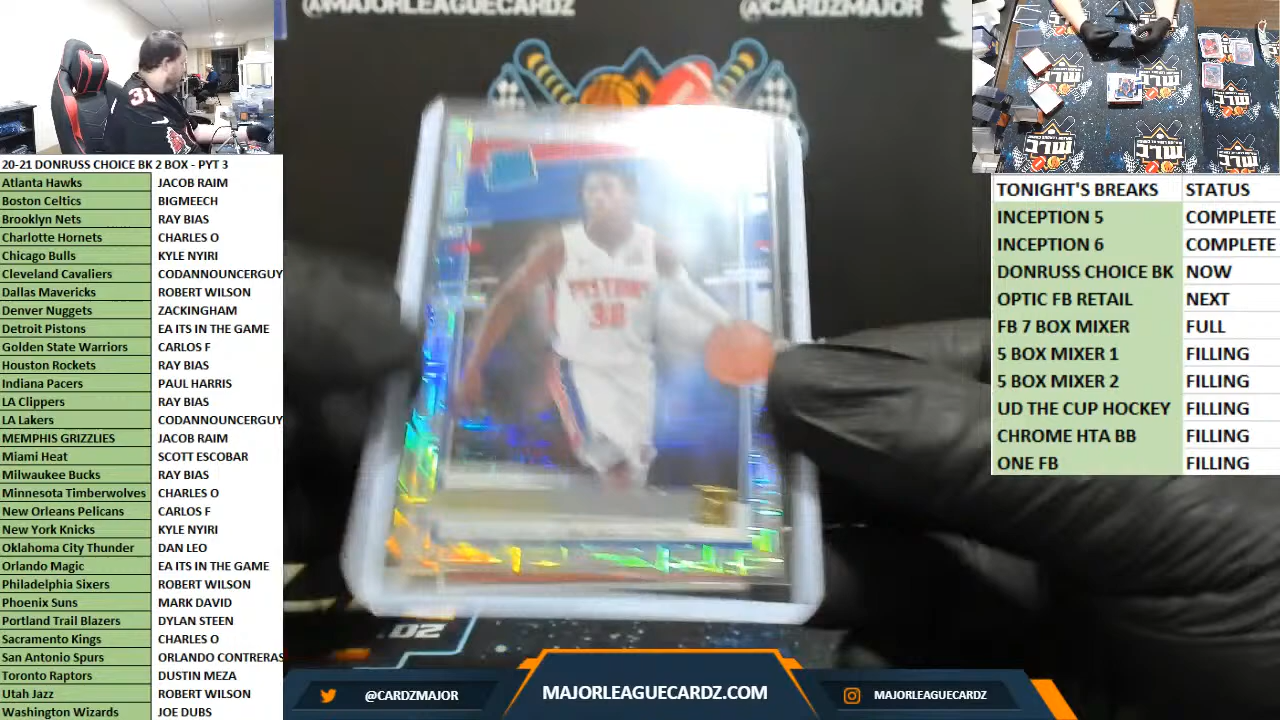 @MAJORLEAGUECARDZ
@CARDZMAJOR
31
20-21 DONRUSS CHOICE BK 2 BOX - PYT 3
Atlanta Hawks JACOB RAIM
Boston Celtics BIGMEECH
Brooklyn Nets RAY BIAS
Charlotte Hornets CHARLES O
Chicago Bulls KYLE NYIRI
Cleveland Cavaliers CODANNOUNCERGUY
Dallas Mavericks ROBERT WILSON
Denver Nuggets ZACKINGHAM
Detroit Pistons EA ITS IN THE GAME
Golden State Warriors CARLOS F
Houston Rockets RAY BIAS
Indiana Pacers PAUL HARRIS
LA Clippers RAY BIAS
LA Lakers CODANNOUNCERGUY
MEMPHIS GRIZZLIES JACOB RAIM
Miami Heat SCOTT ESCOBAR
Milwaukee Bucks RAY BIAS
Minnesota Timberwolves CHARLES O
New Orleans Pelicans CARLOS F
New York Knicks KYLE NYIRI
Oklahoma City Thunder DAN LEO
Orlando Magic EA ITS IN THE GAME
Philadelphia Sixers ROBERT WILSON
Phoenix Suns MARK DAVID
Portland Trail Blazers DYLAN STEEN
Sacramento Kings CHARLES O
San Antonio Spurs ORLANDO CONTRERAS
Toronto Raptors DUSTIN MEZA
Utah Jazz ROBERT WILSON
Washington Wizards JOE DUBS
PISTONS
TONIGHT'S BREAKS STATUS
INCEPTION 5 COMPLETE
INCEPTION 6 COMPLETE
DONRUSS CHOICE BK NOW
OPTIC FB RETAIL NEXT
FB 7 BOX MIXER FULL
5 BOX MIXER 1 FILLING
5 BOX MIXER 2 FILLING
UD THE CUP HOCKEY FILLING
CHROME HTA BB FILLING
ONE FB FILLING
@CARDZMAJOR
MAJORLEAGUECARDZ.COM
MAJORLEAGUECARDZ